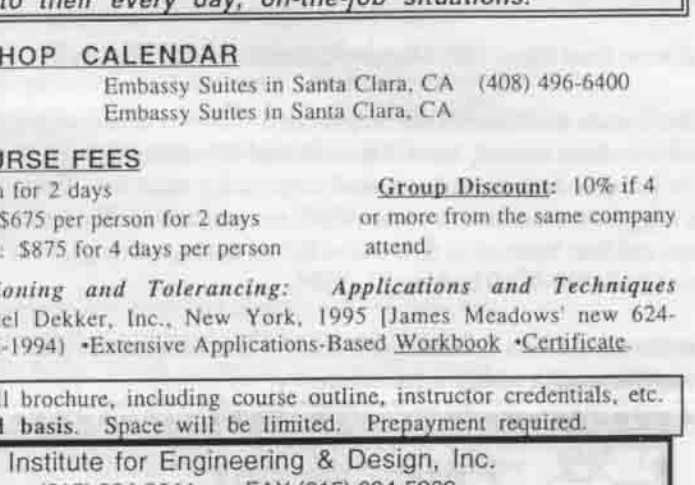 to their every day, on-the-job situations.
HOP CALENDAR
Embassy Suites in Santa Clara, CA (408) 496-6400
Embassy Suites in Santa Clara, CA
URSE FEES
for 2 days
$675 per person for 2 days
: $875 for 4 days per person
Group Discount: 10% if 4
or more from the same company
attend.
oning and Tolerancing: Applications and Techniques
el Dekker, Inc., New York, 1995 [James Meadows' new 624-
-1994) •Extensive Applications-Based Workbook •Certificate
ll brochure, including course outline, instructor credentials, etc.
l basis. Space will be limited. Prepayment required.
Institute for Engineering & Design, Inc.
FAX